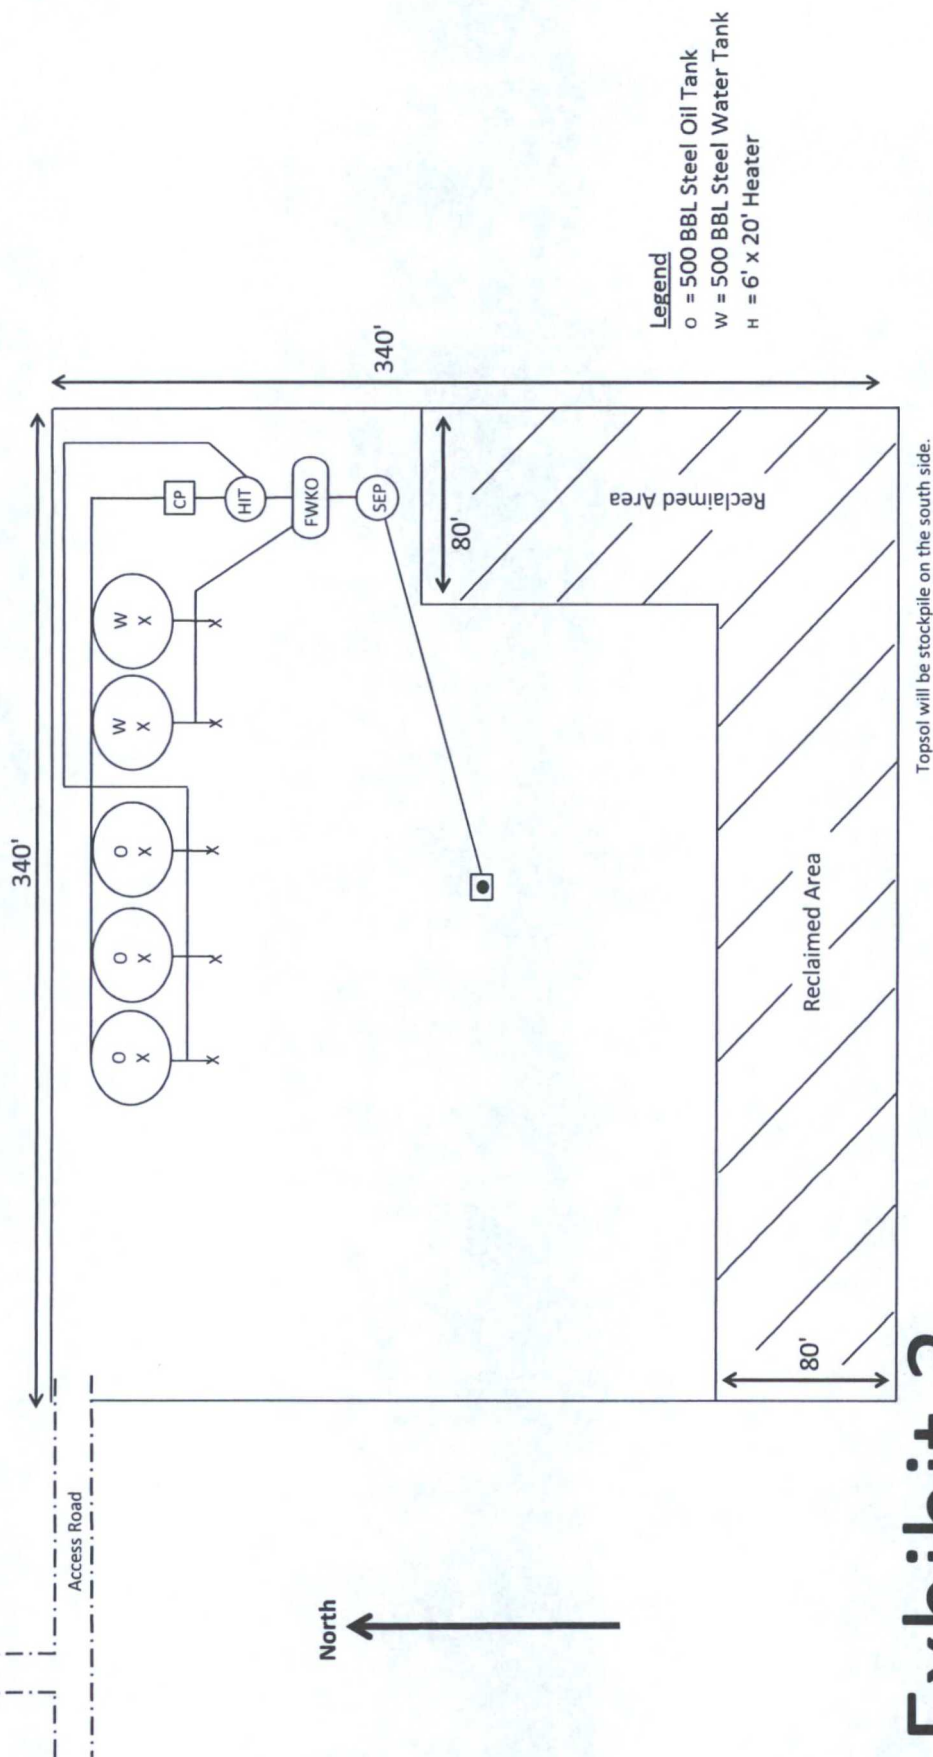 340'
Access Road
O O O W W
X X X X X
CP
X X X X X
HIT
FWKO
North
SEP
340'
80'
Reclaimed Area
Legend
O = 500 BBL Steel Oil Tank
W = 500 BBL Steel Water Tank
H = 6' x 20' Heater
80'
Reclaimed Area
Topsol will be stockpile on the south side.
Exhibit